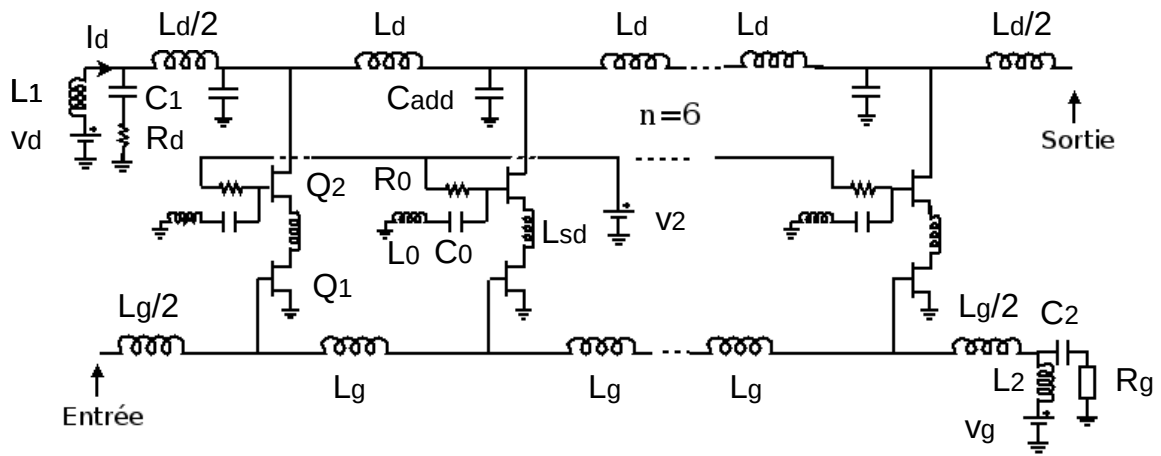 Ld/2
Ld
Ld
Ld
Ld/2
Id
L1
C1
Cadd
n=6
vd
Rd
Sortie
Q2
R0
v2
L0
C0
Lsd
Q1
Lg/2
Lg/2
C2
Lg
Lg
Lg
L2
Rg
Entrée
vg